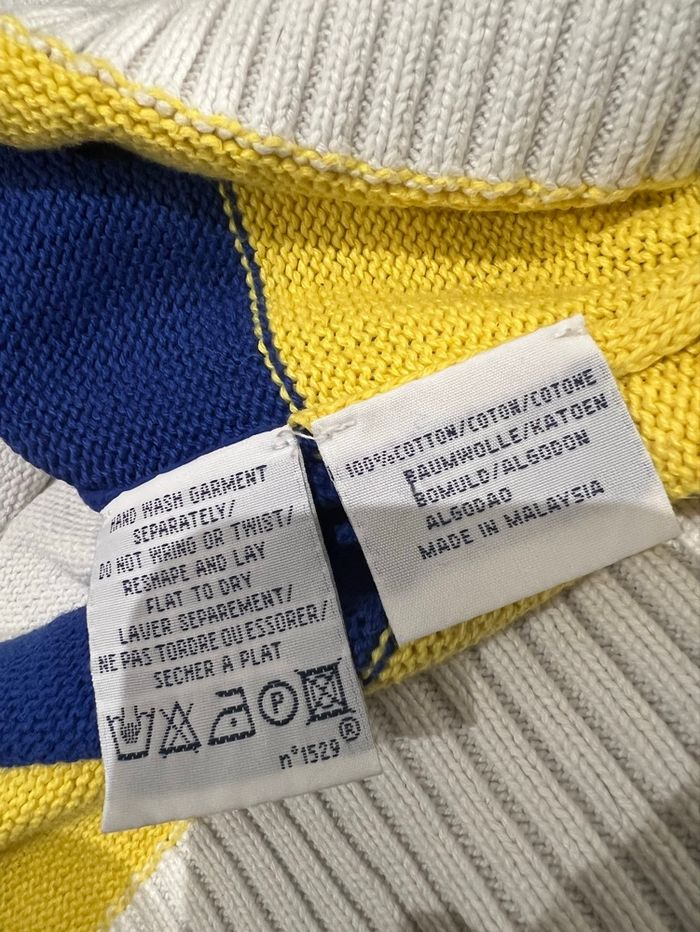 HAND WASH GARMENT
SEPARATELY/
DO NOT WRING OR TWIST/
RESHAPE AND LAY
FLAT TO DRY
LAVER SEPAREMENT/
NE PAS TORDRE OU ESSORER/
SECHER A PLAT
P
n°1529®
100%COTTON/COTON/COTONE
BAUMWOLLE/KATOEN
BOMULD/ALGODON
ALGODAO
MADE IN MALAYSIA